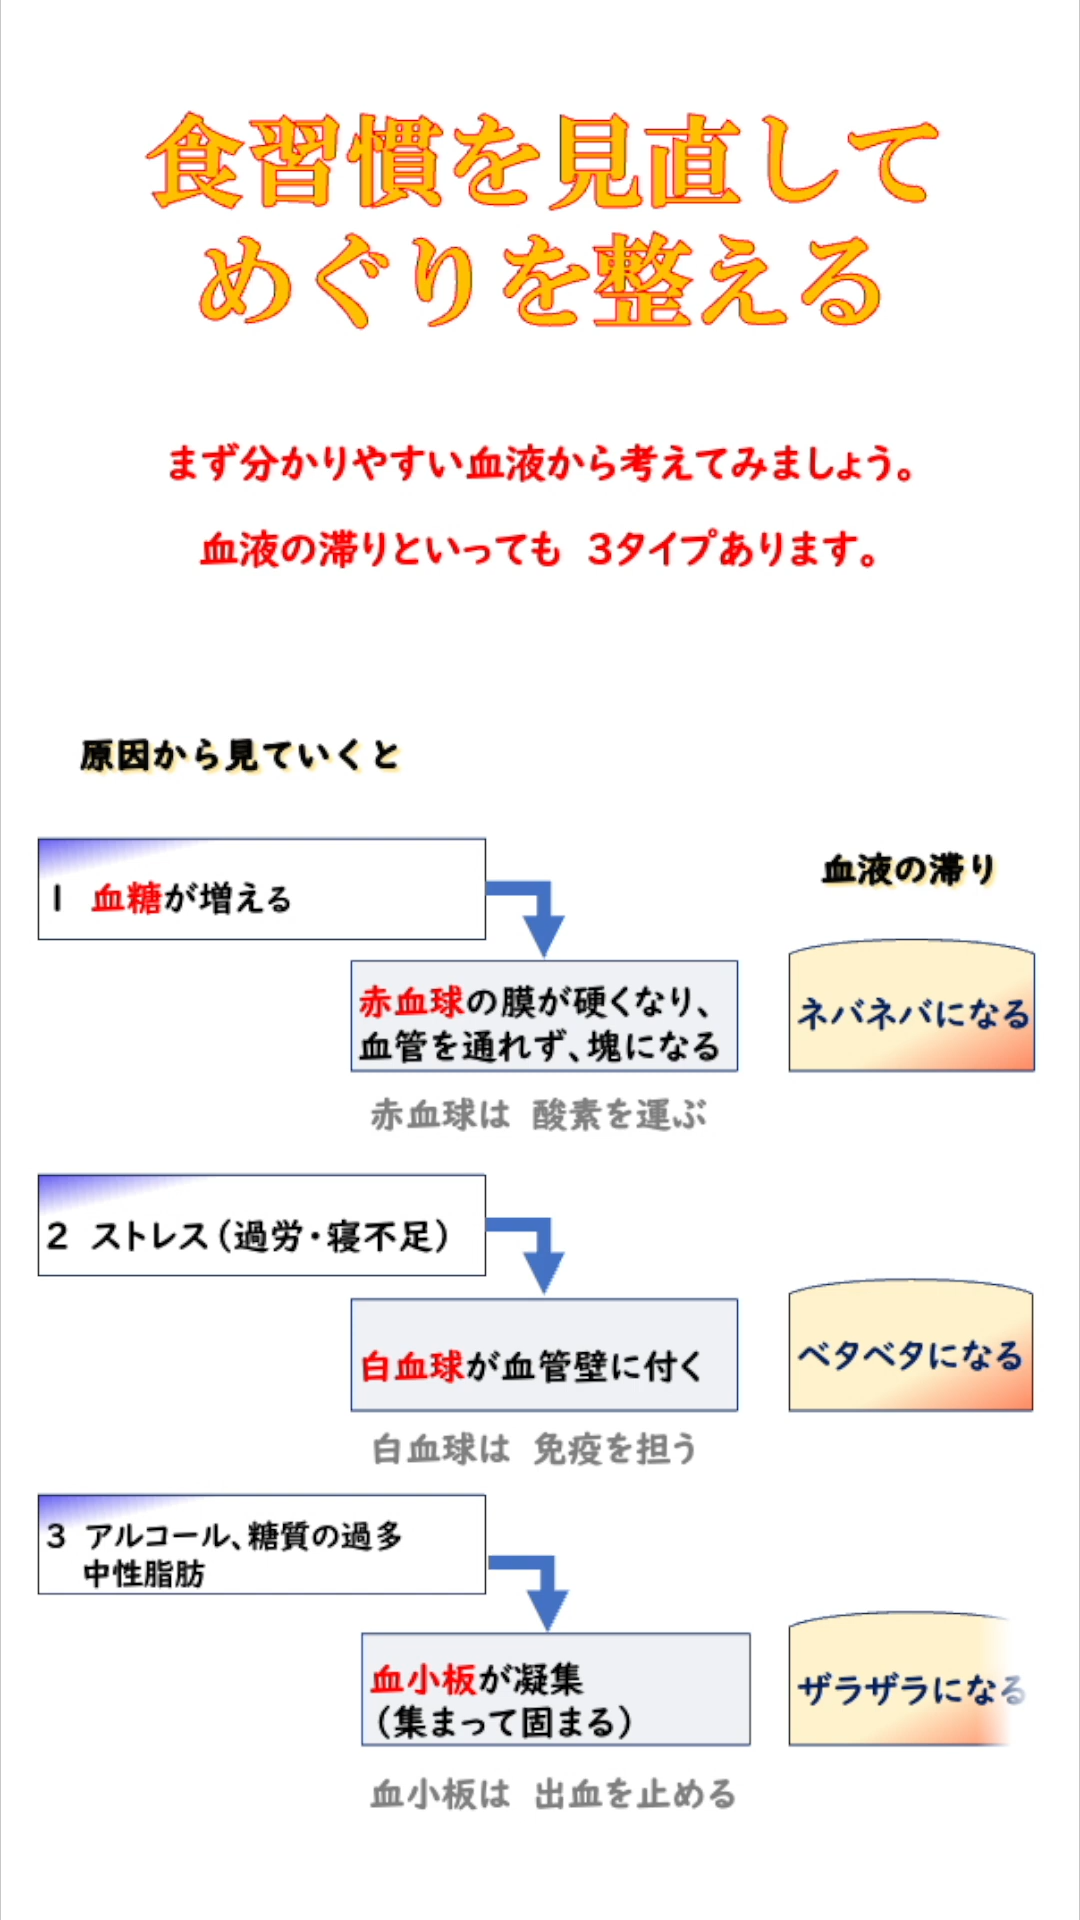 食習慣を見直して
めぐりを整える
まず分かりやすい血液から考えてみましょう。
血液の滞りといっても 3タイプあります。
原因から見ていくと
血液の滞り
1 血糖が増える
赤血球の膜が硬くなり、
血管を通れず、塊になる
ネバネバになる
赤血球は 酸素を運ぶ
2 ストレス(過労・寝不足)
白血球が血管壁に付く
ベタベタになる
白血球は 免疫を担う
3 アルコール、糖質の過多
中性脂肪
血小板が凝集
(集まって固まる)
ザラザラになる
血小板は 出血を止める